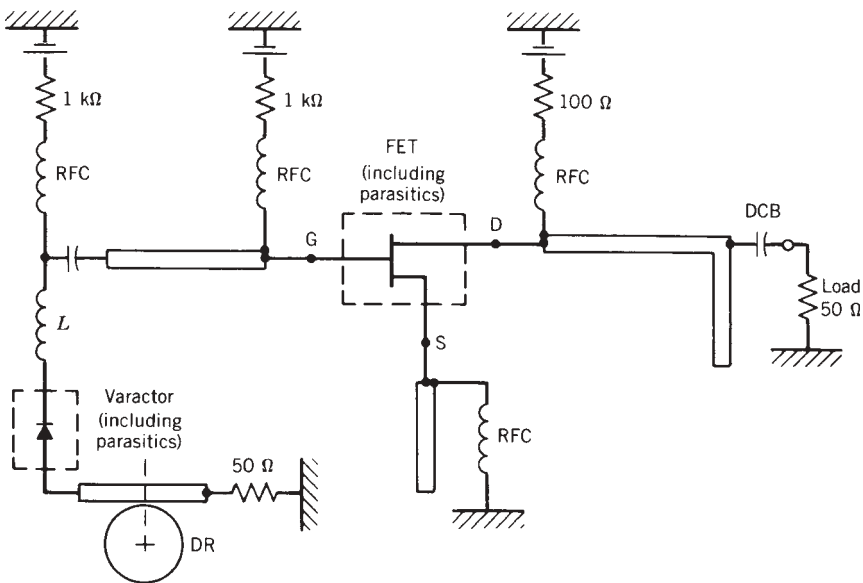 1 kΩ
1 kΩ
100 Ω
RFC
RFC
RFC
FET
(including
parasitics)
G
D
DCB
Load
50 Ω
L
S
Varactor
(including
parasitics)
RFC
50 Ω
DR